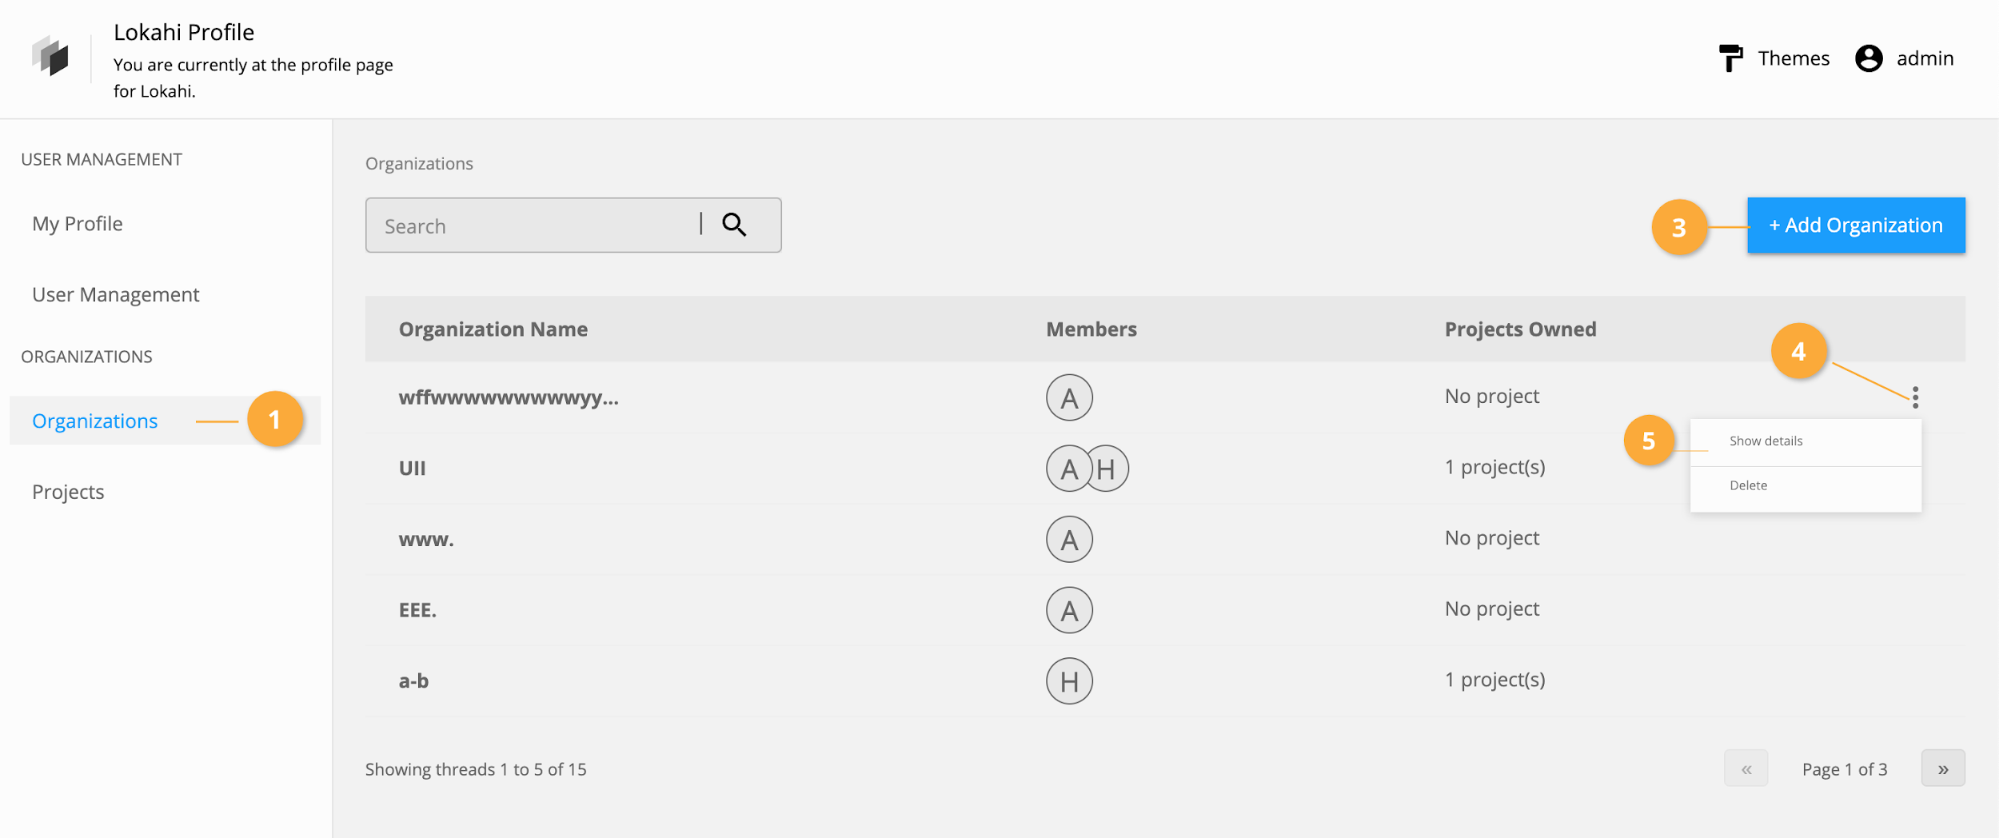 Lokahi Profile
You are currently at the profile page
for Lokahi.
Themes
admin
USER MANAGEMENT
My Profile
User Management
ORGANIZATIONS
Organizations
1
Projects
Organizations
Search
3
+ Add Organization
Organization Name Members Projects Owned
4
wffwwwwwwwwwyy... A No project
5
Show details
Delete
UII A H 1 project(s)
www. A No project
EEE. A No project
a-b H 1 project(s)
Showing threads 1 to 5 of 15
« Page 1 of 3 »